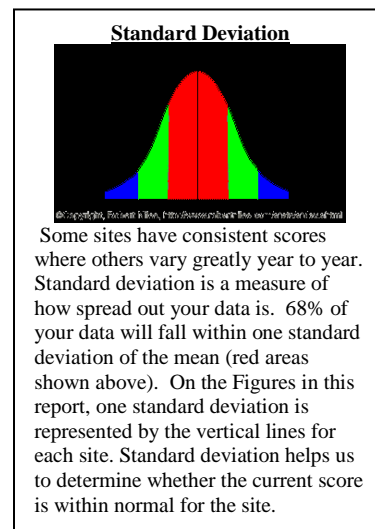 Standard Deviation
©Copyright, Robert Niles,
Some sites have consistent scores
where others vary greatly year to year.
Standard deviation is a measure of
how spread out your data is.  68% of
your data will fall within one standard
deviation of the mean (red areas
shown above).  On the Figures in this
report, one standard deviation is
represented by the vertical lines for
each site. Standard deviation helps us
to determine whether the current score
is within normal for the site.